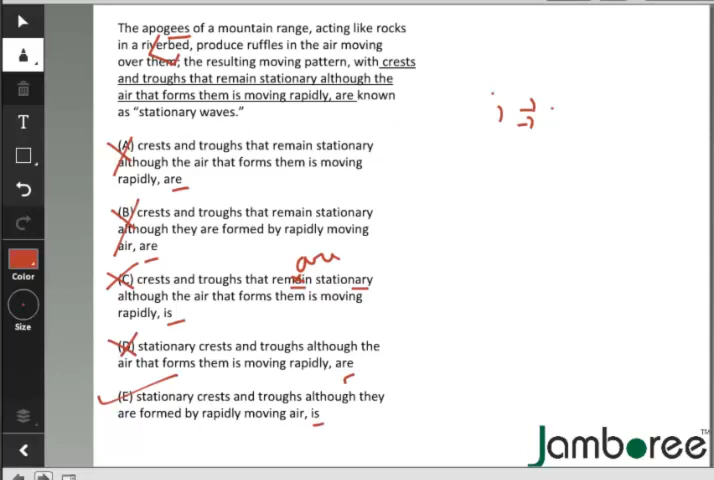 The apogees of a mountain range, acting like rocks
in a riverbed, produce ruffles in the air moving
over them; the resulting moving pattern, with crests
and troughs that remain stationary although the
air that forms them is moving rapidly, are known
as “stationary waves.”
; ⇒
(A) crests and troughs that remain stationary
although the air that forms them is moving
rapidly, are
(B) crests and troughs that remain stationary
although they are formed by rapidly moving
air, are
are
(C) crests and troughs that remain stationary
although the air that forms them is moving
rapidly, is
(D) stationary crests and troughs although the
air that forms them is moving rapidly, are
(E) stationary crests and troughs although they
are formed by rapidly moving air, is
T
Color
Size
Jamboree™